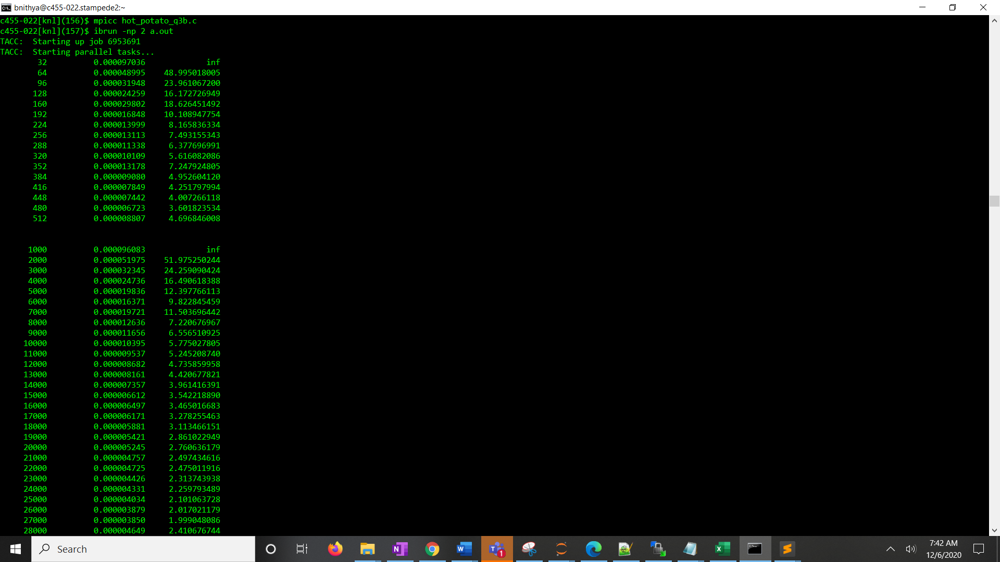 bnithya@c455-022.stampede2:~
c455-022[knl](156)$ mpicc hot_potato_q3b.c
c455-022[knl](157)$ ibrun -np 2 a.out
TACC:  Starting up job 6953691
TACC:  Starting parallel tasks...
32 0.000097036 inf
64 0.000048995 48.995018005
96 0.000031948 23.961067200
128 0.000024259 16.172726949
160 0.000029802 18.626451492
192 0.000016848 10.108947754
224 0.000013999 8.165836334
256 0.000013113 7.493155343
288 0.000011338 6.377696991
320 0.000010109 5.616082086
352 0.000013178 7.247924805
384 0.000009080 4.952604120
416 0.000007849 4.251797994
448 0.000007442 4.007266118
480 0.000006723 3.601823534
512 0.000008807 4.696846008
1000 0.000096083 inf
2000 0.000051975 51.975250244
3000 0.000032345 24.259090424
4000 0.000024736 16.490618388
5000 0.000019836 12.397766113
6000 0.000016371 9.822845459
7000 0.000019721 11.503696442
8000 0.000012636 7.220676967
9000 0.000011656 6.556510925
10000 0.000010395 5.775027805
11000 0.000009537 5.245208740
12000 0.000008682 4.735859958
13000 0.000008161 4.420677821
14000 0.000007357 3.961416391
15000 0.000006612 3.542218890
16000 0.000006497 3.465016683
17000 0.000006171 3.278255463
18000 0.000005881 3.113466151
19000 0.000005421 2.861022949
20000 0.000005245 2.760636179
21000 0.000004757 2.497434616
22000 0.000004725 2.475011916
23000 0.000004426 2.313743938
24000 0.000004331 2.259793489
25000 0.000004034 2.101063728
26000 0.000003879 2.017021179
27000 0.000003850 1.999048086
28000 0.000004649 2.410676744
Search
7:42 AM
12/6/2020